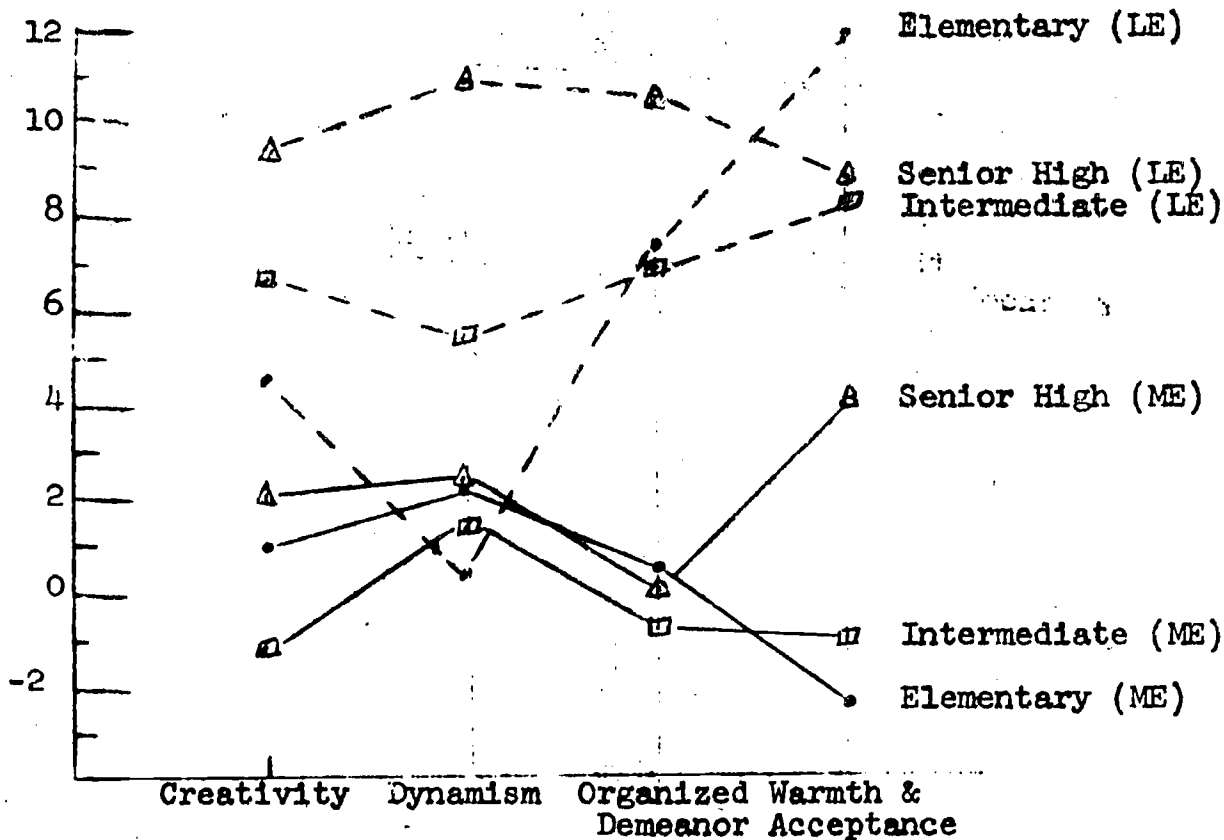 12
10
8
6
4
2
0
-2
Elementary (LE)
Senior High (LE)
Intermediate (LE)
Senior High (ME)
Intermediate (ME)
Elementary (ME)
Creativity Dynamism Organized Warmth &
Demeanor Acceptance